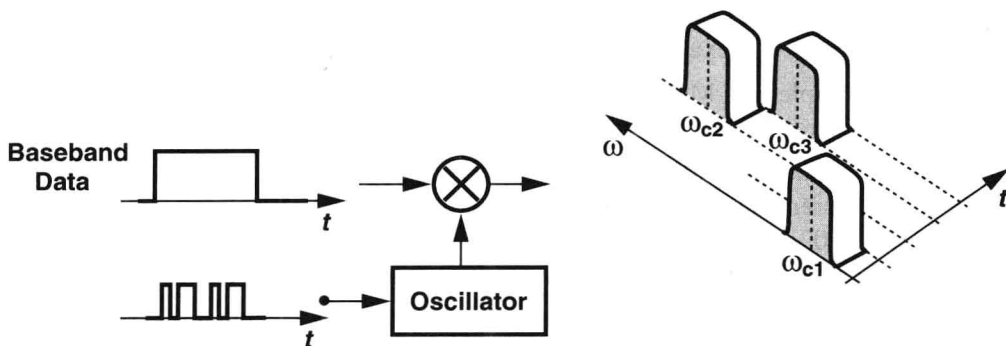 Baseband
Data
t
t
Oscillator
ω
ωc2
ωc3
ωc1
t